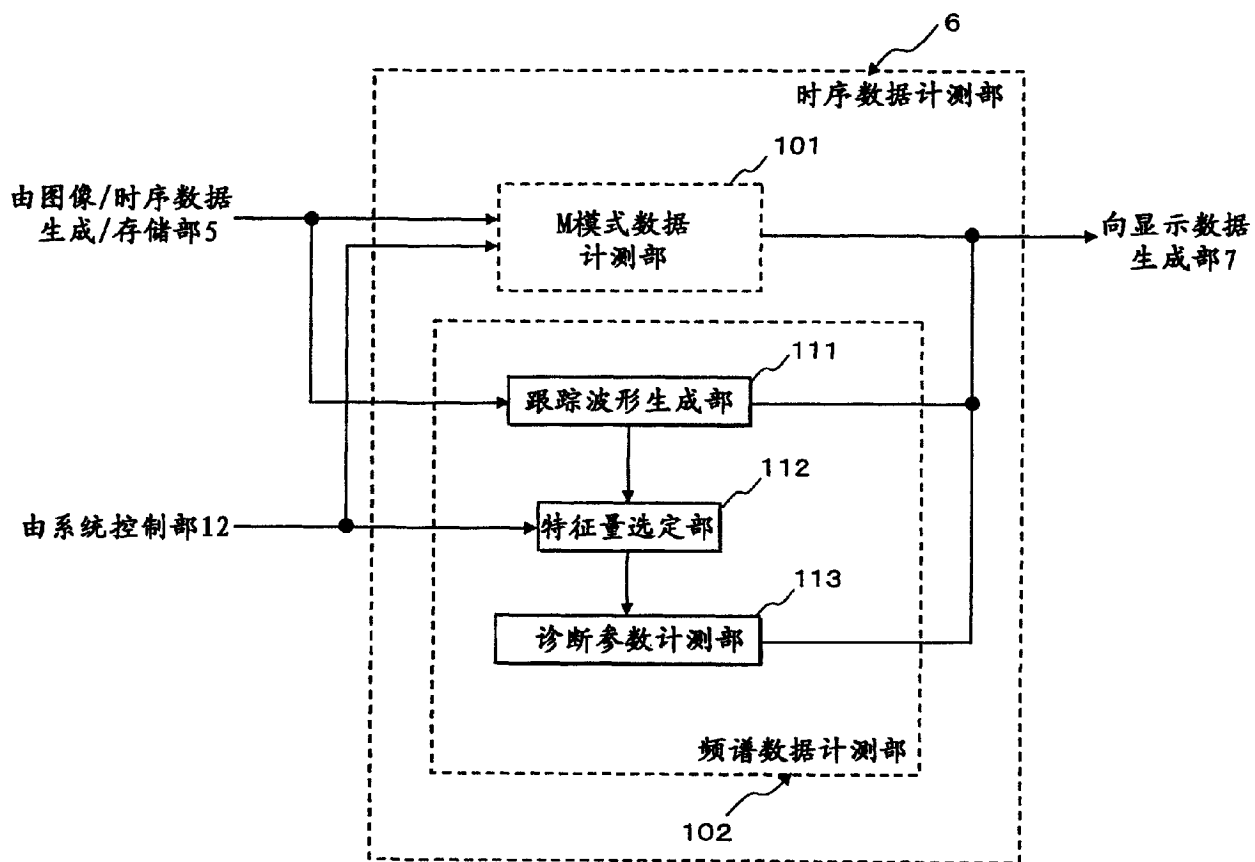 6
时序数据计测部
101
由图像/时序数据
生成/存储部5
M模式数据
计测部
向显示数据
生成部7
111
跟踪波形生成部
112
由系统控制部12
特征量选定部
113
诊断参数计测部
频谱数据计测部
102